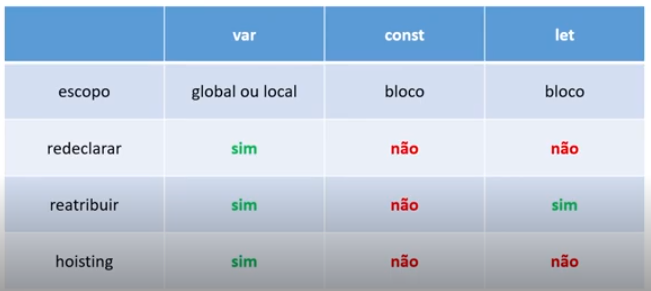 var const let
escopo global ou local bloco bloco
redeclarar sim não não
reatribuir sim não sim
hoisting sim não não